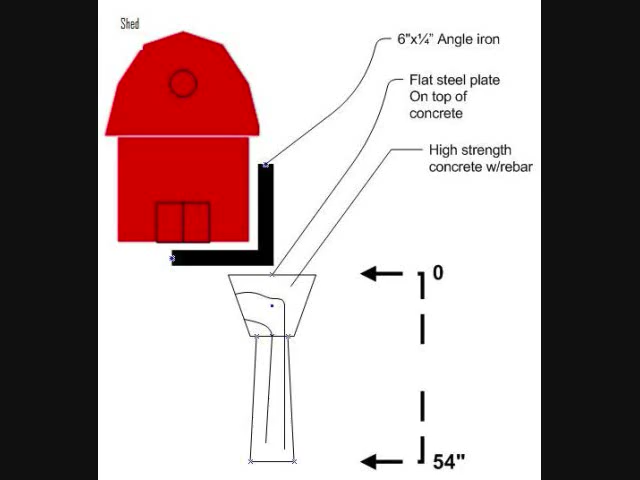 Shed
6"x¼” Angle iron
Flat steel plate
On top of
concrete
High strength
concrete w/rebar
0
54"